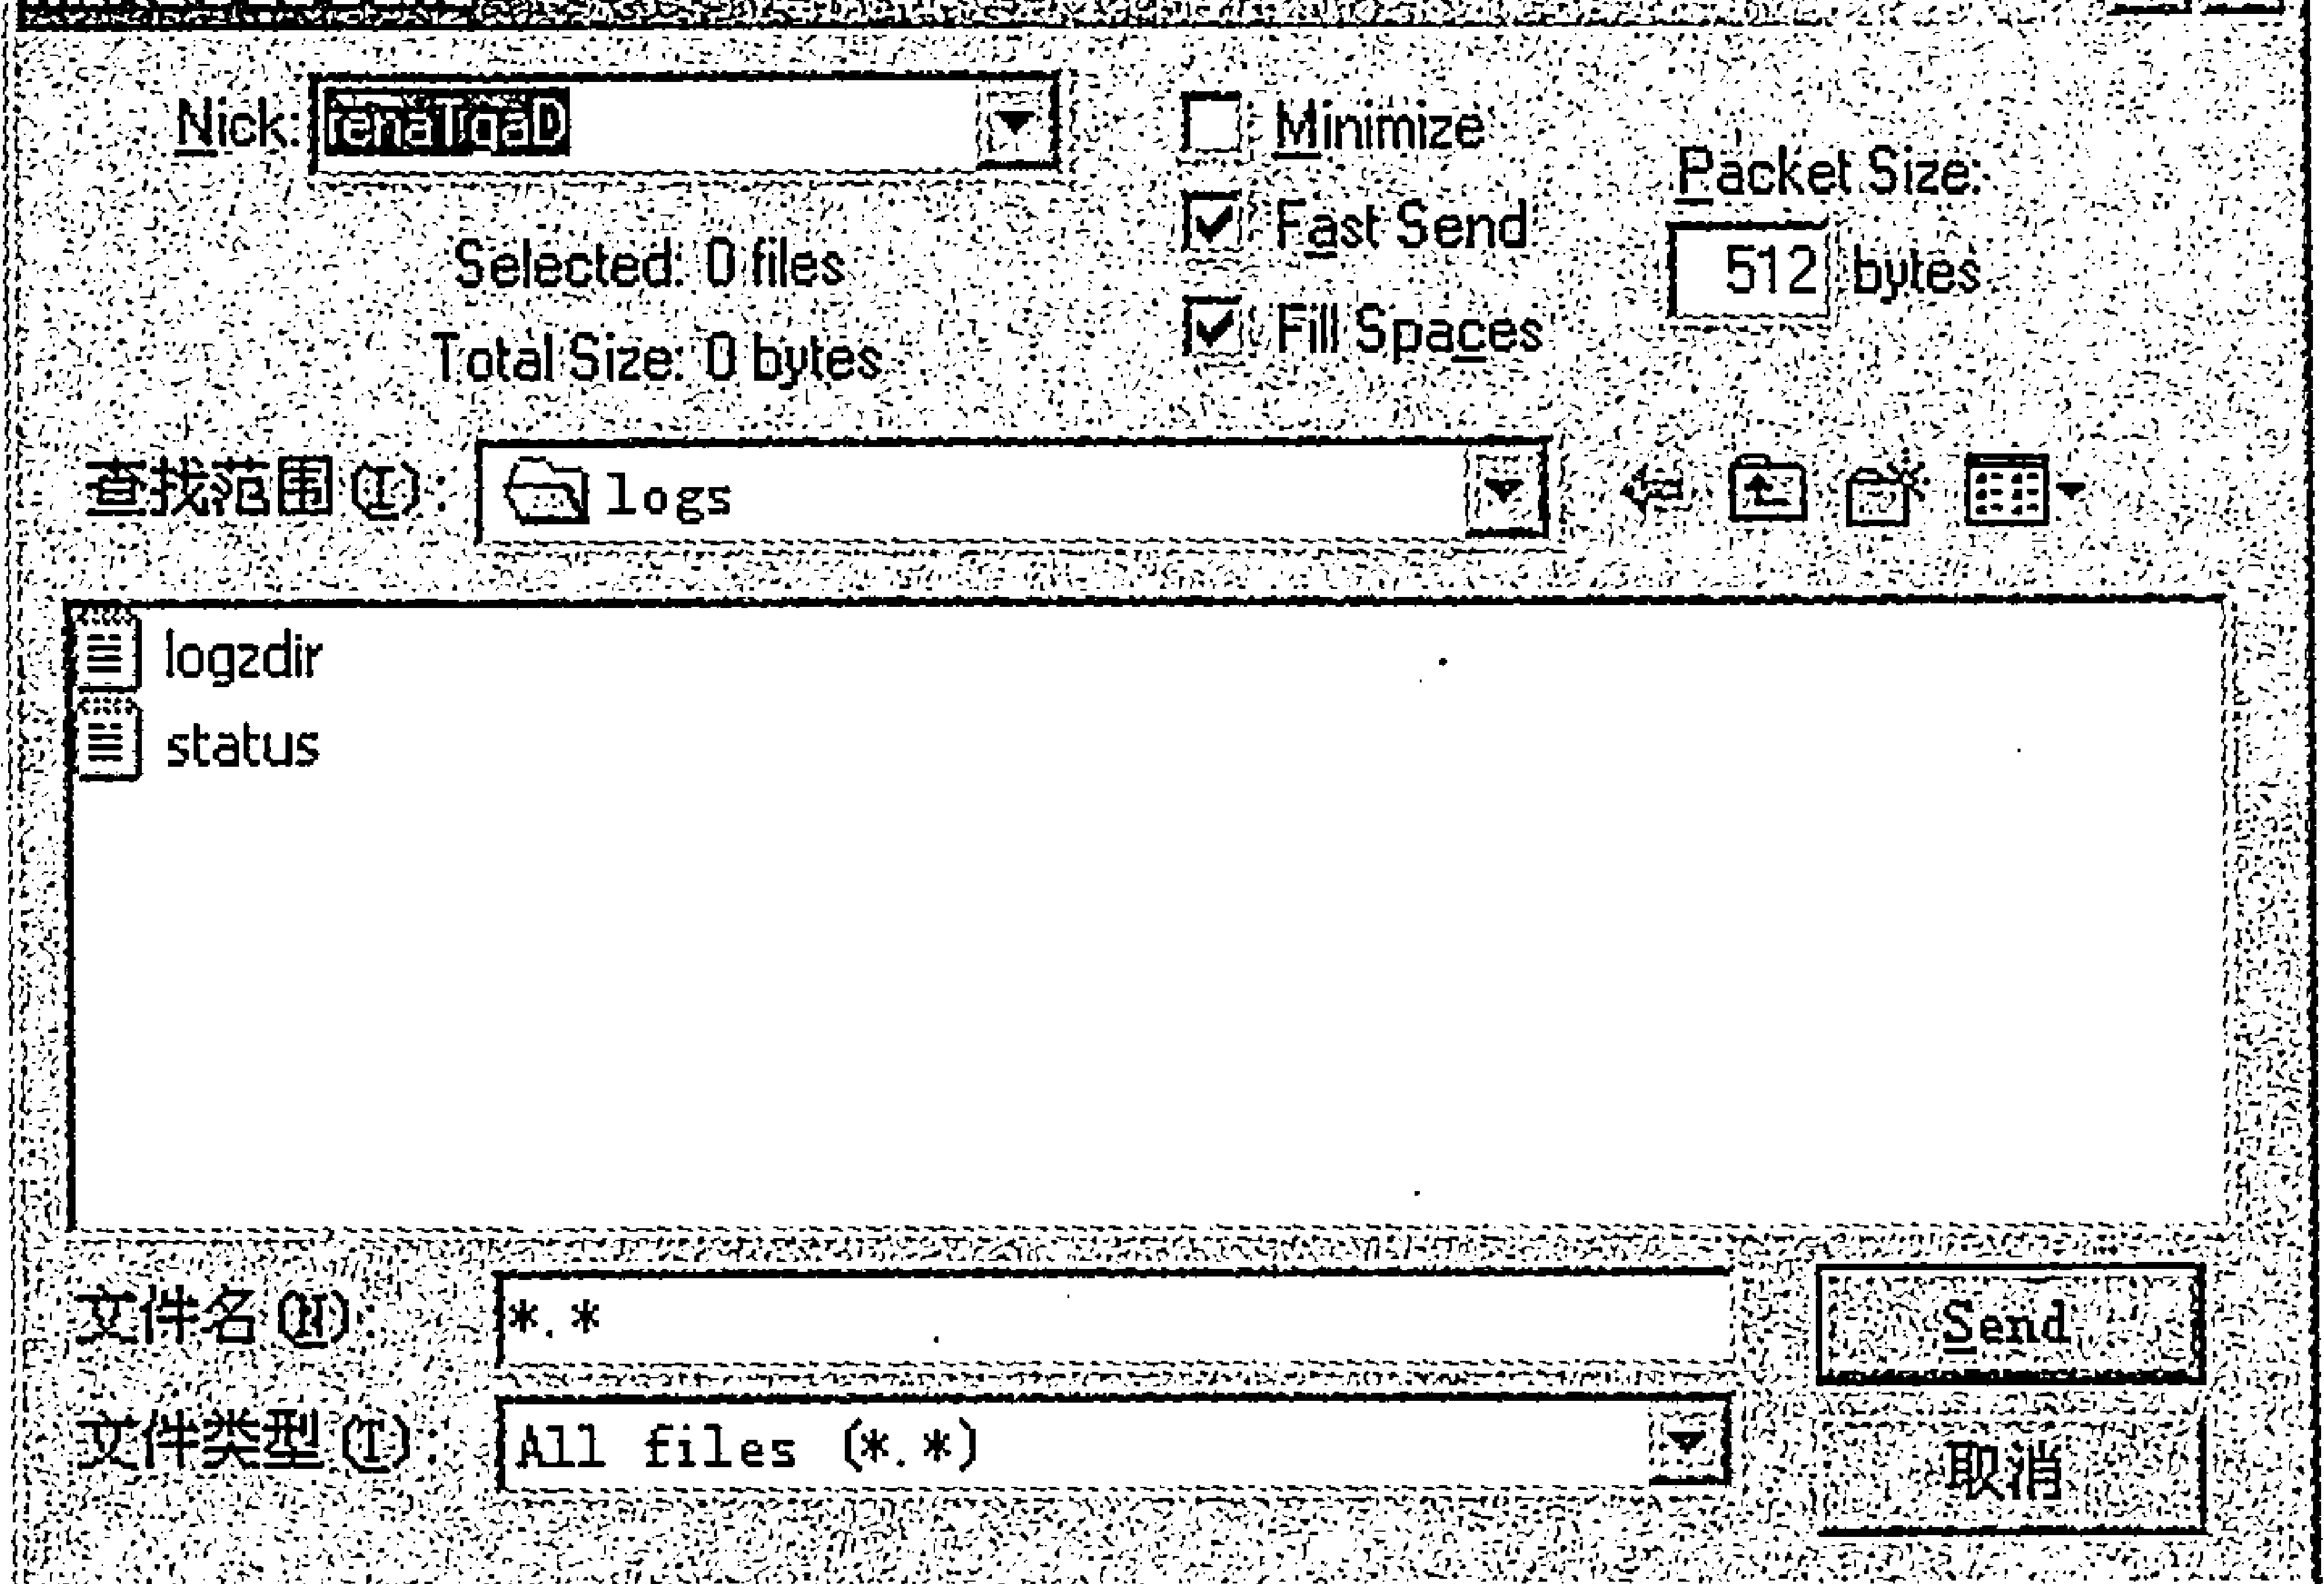 Nick: renaTqaD
Minimize
Packet Size:
Fast Send
512 bytes
Selected: 0 files
Fill Spaces
Total Size: 0 bytes
查找范围(I): logs
logzdir
status
文件名(N): *.*
Send
文件类型(T): All files (*.*)
取消